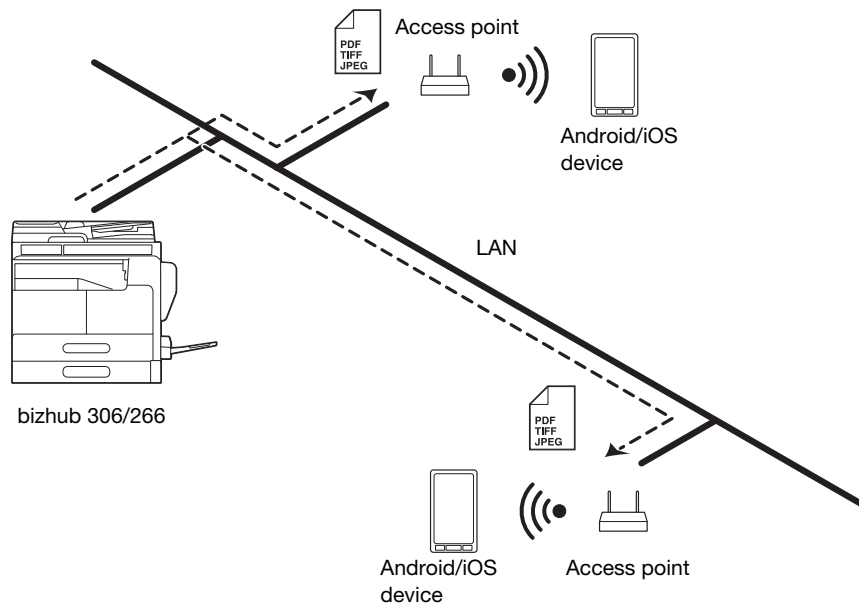 PDF
TIFF
JPEG
Access point
Android/iOS
device
LAN
bizhub 306/266
PDF
TIFF
JPEG
Android/iOS
device
Access point